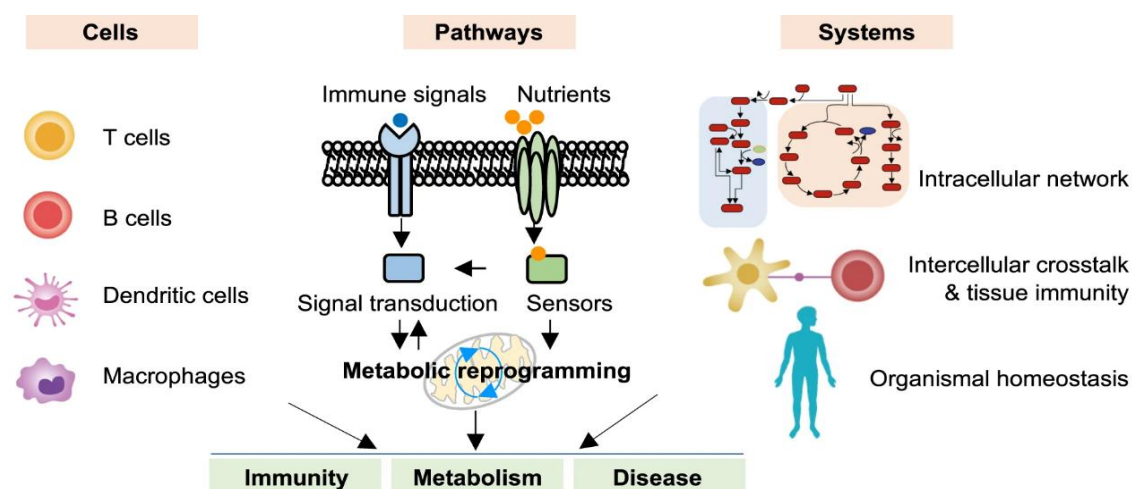 Cells
Pathways
Systems
T cells
B cells
Dendritic cells
Macrophages
Immune signals
Nutrients
Signal transduction
Sensors
Metabolic reprogramming
Intracellular network
Intercellular crosstalk
& tissue immunity
Organismal homeostasis
Immunity
Metabolism
Disease